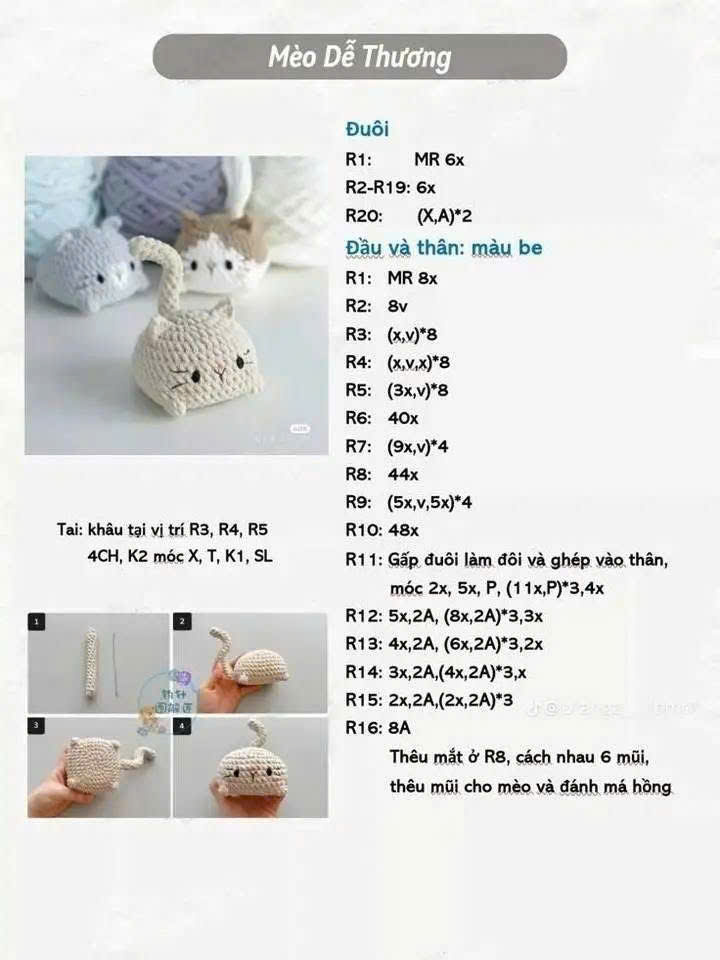 Mèo Dễ Thương
Đuôi
R1: MR 6x
R2-R19: 6x
R20: (X,A)*2
Đầu và thân: màu be
R1: MR 8x
R2: 8v
R3: (x,v)*8
R4: (x,v,x)*8
R5: (3x,v)*8
R6: 40x
R7: (9x,v)*4
R8: 44x
R9: (5x,v,5x)*4
R10: 48x
R11: Gấp đuôi làm đôi và ghép vào thân,
móc 2x, 5x, P, (11x,P)*3,4x
R12: 5x,2A, (8x,2A)*3,3x
R13: 4x,2A, (6x,2A)*3,2x
R14: 3x,2A,(4x,2A)*3,x
R15: 2x,2A,(2x,2A)*3
R16: 8A
Thêu mắt ở R8, cách nhau 6 mũi,
thêu mũi cho mèo và đánh má hồng
Tai: khâu tại vị trí R3, R4, R5
4CH, K2 móc X, T, K1, SL
1
2
3
4